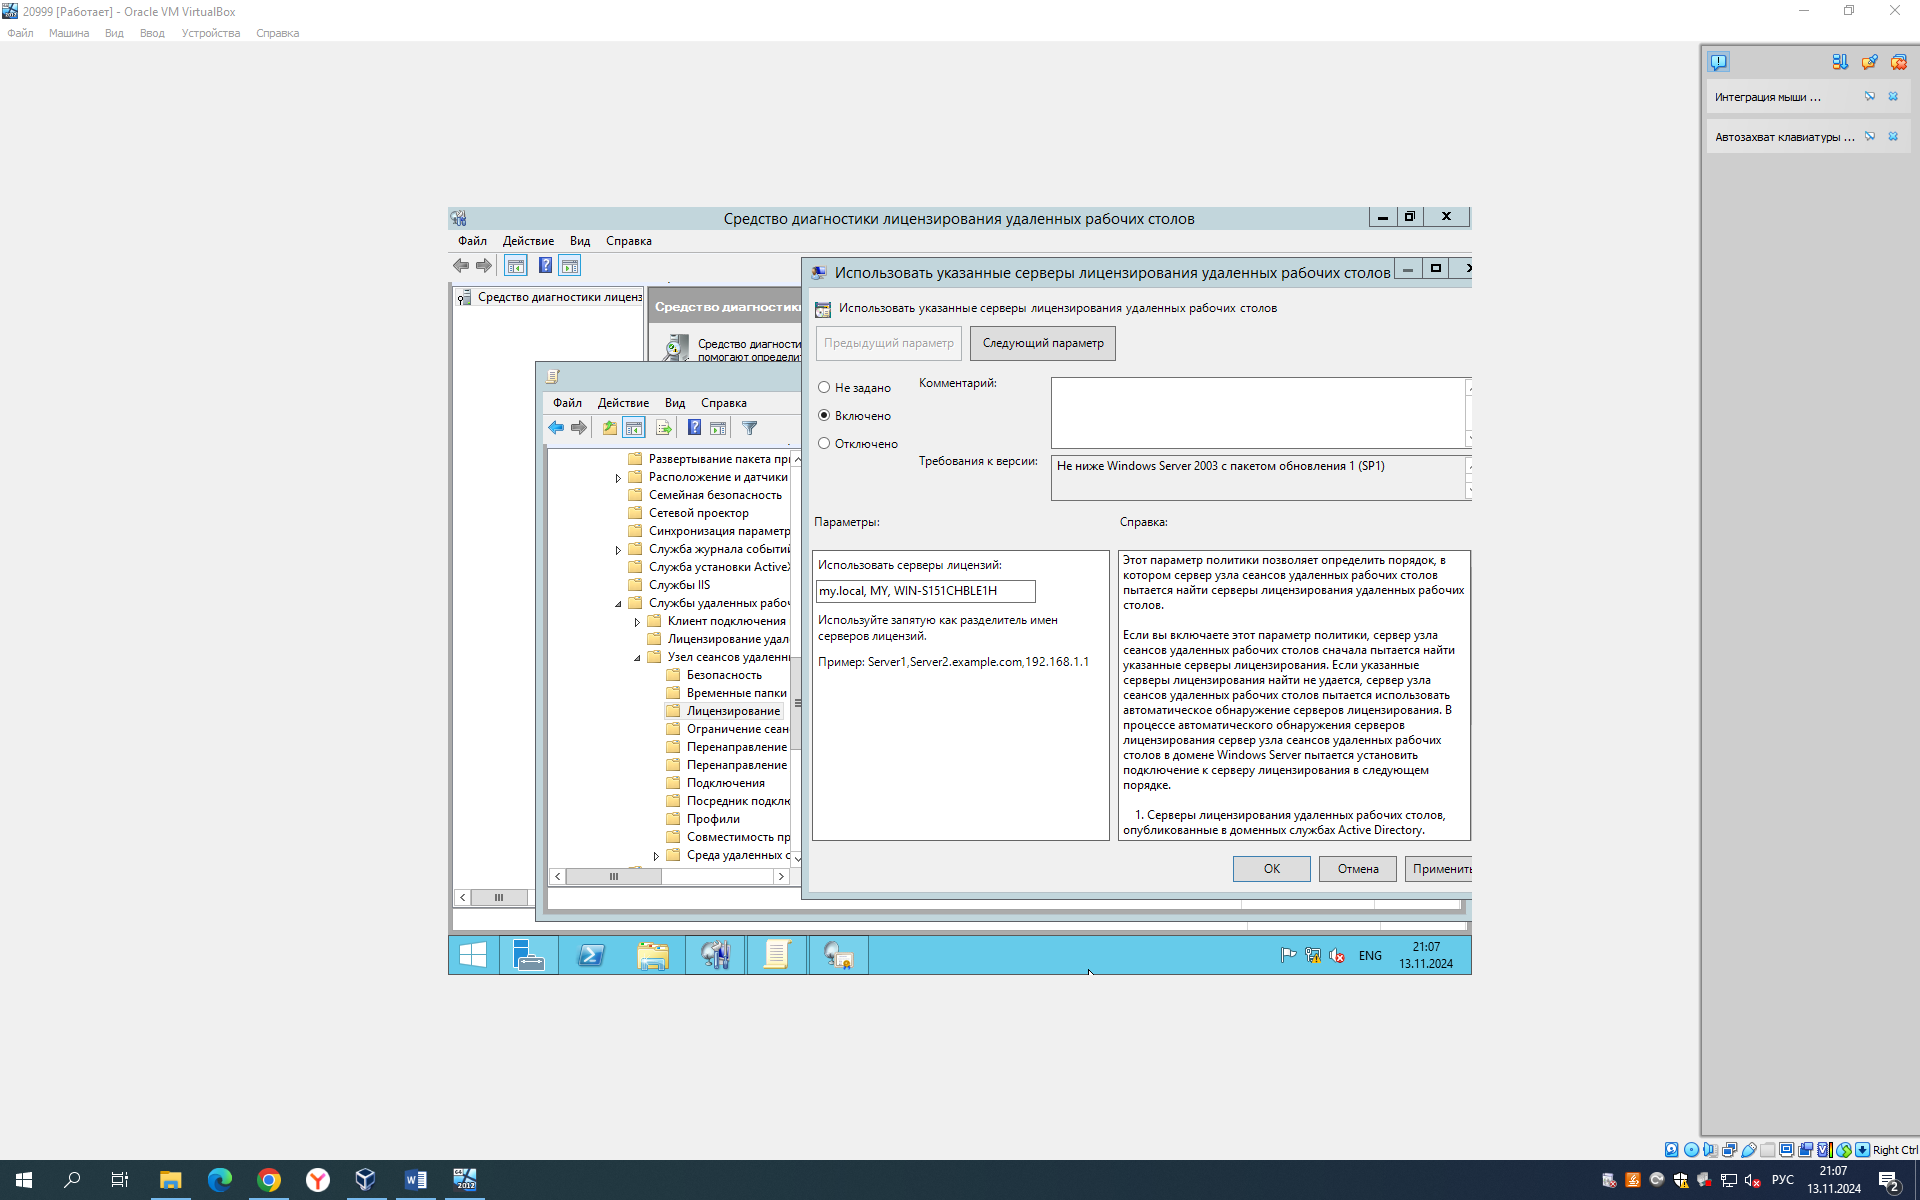 20999 [Работает] - Oracle VM VirtualBox
Файл Машина Вид Ввод Устройства Справка
Интеграция мыши ...
Автозахват клавиатуры ...
Средство диагностики лицензирования удаленных рабочих столов
Файл Действие Вид Справка
Средство диагностики лиценз
Средство диагностики
Средство диагности
помогают определит
Файл Действие Вид Справка
Развертывание пакета пр
Расположение и датчики
Семейная безопасность
Сетевой проектор
Синхронизация параметр
Служба журнала событий
Служба установки ActiveX
Службы IIS
Службы удаленных рабоч
Клиент подключения
Лицензирование удал
Узел сеансов удаленн
Безопасность
Временные папки
Лицензирование
Ограничение сеан
Перенаправление
Перенаправление
Подключения
Посредник подклю
Профили
Совместимость пр
Среда удаленных с
Использовать указанные серверы лицензирования удаленных рабочих столов
Использовать указанные серверы лицензирования удаленных рабочих столов
Предыдущий параметр Следующий параметр
Не задано
Включено
Отключено
Комментарий:
Требования к версии:
Не ниже Windows Server 2003 с пакетом обновления 1 (SP1)
Параметры:
Справка:
Использовать серверы лицензий:
my.local, MY, WIN-S151CHBLE1H
Используйте запятую как разделитель имен
серверов лицензий.
Пример: Server1,Server2.example.com,192.168.1.1
Этот параметр политики позволяет определить порядок, в
котором сервер узла сеансов удаленных рабочих столов
пытается найти серверы лицензирования удаленных рабочих
столов.
Если вы включаете этот параметр политики, сервер узла
сеансов удаленных рабочих столов сначала пытается найти
указанные серверы лицензирования. Если указанные
серверы лицензирования найти не удается, сервер узла
сеансов удаленных рабочих столов пытается использовать
автоматическое обнаружение серверов лицензирования. В
процессе автоматического обнаружения серверов
лицензирования сервер узла сеансов удаленных рабочих
столов в домене Windows Server пытается установить
подключение к серверу лицензирования в следующем
порядке.
1. Серверы лицензирования удаленных рабочих столов,
опубликованные в доменных службах Active Directory.
OK Отмена Применить
ENG
21:07
13.11.2024
Right Ctrl
РУС
21:07
13.11.2024
2